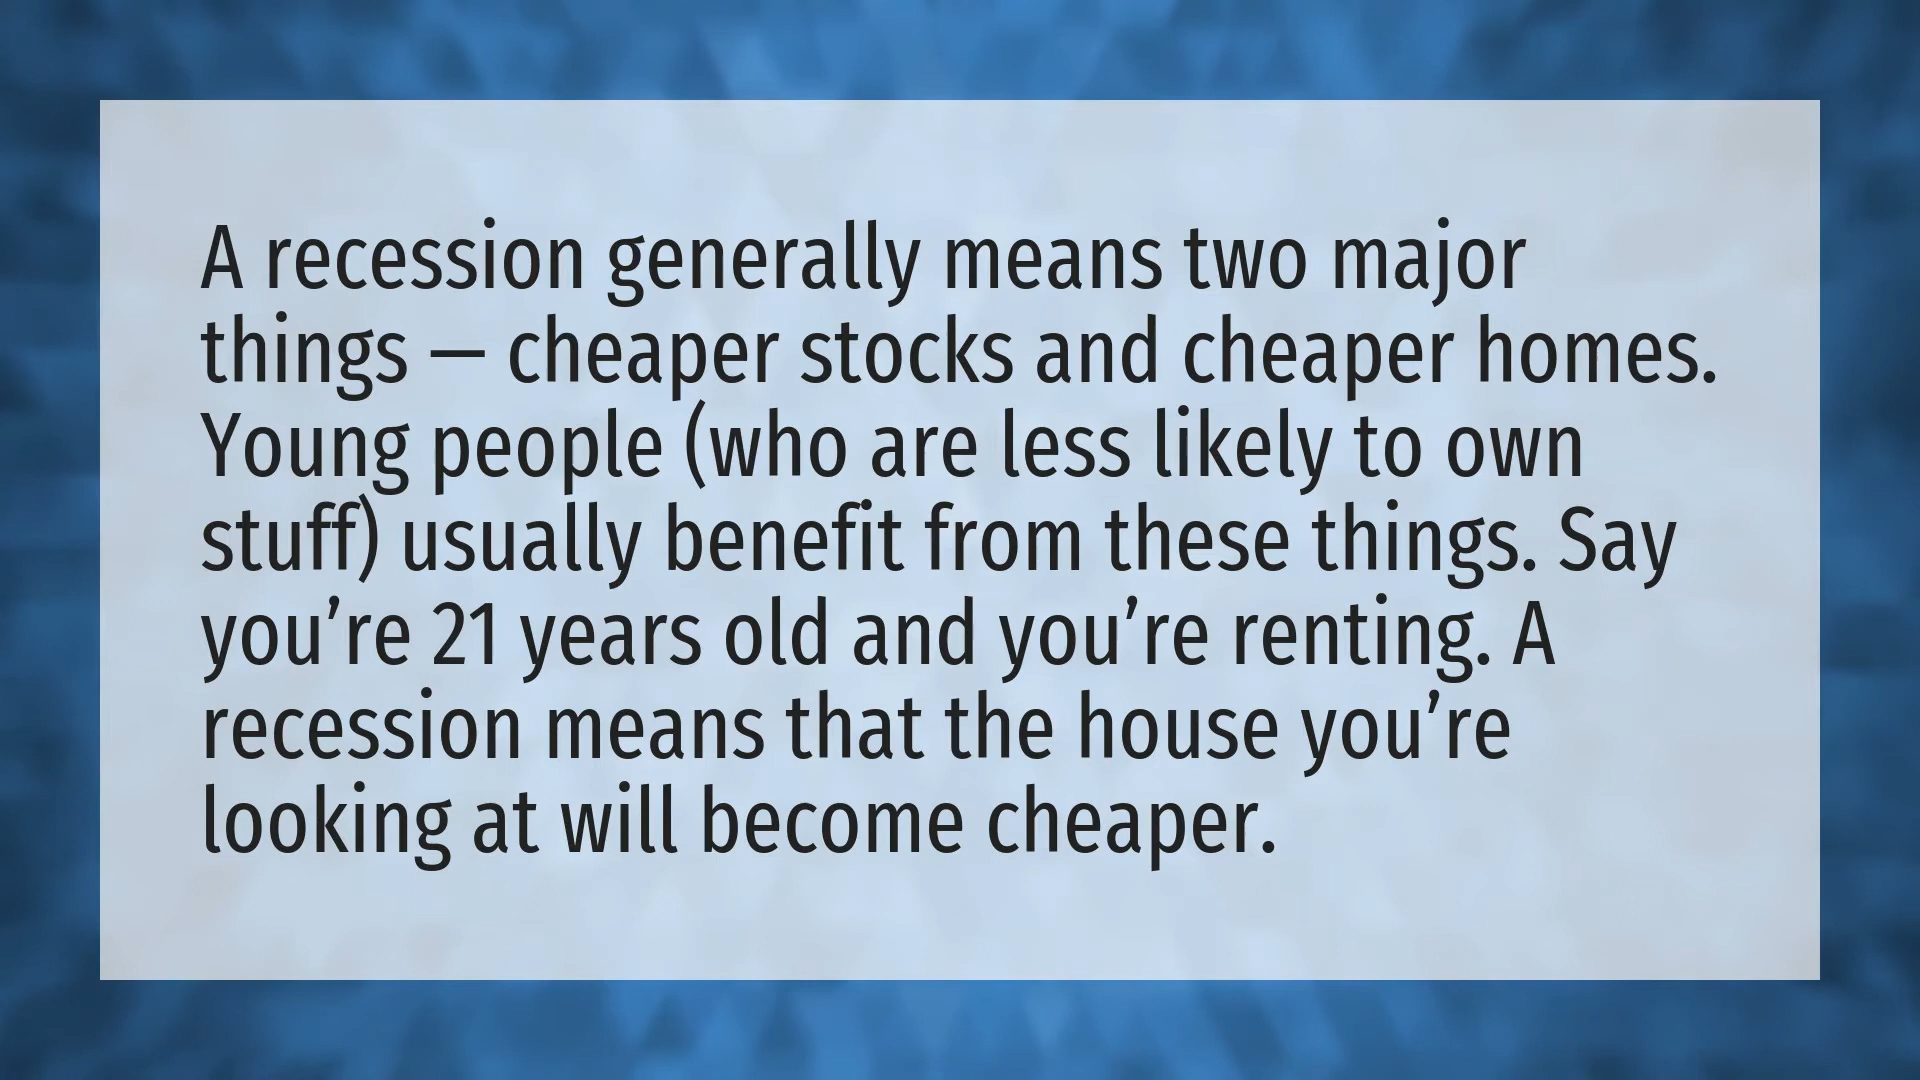 A recession generally means two major
things — cheaper stocks and cheaper homes.
Young people (who are less likely to own
stuff) usually benefit from these things. Say
you’re 21 years old and you’re renting. A
recession means that the house you’re
looking at will become cheaper.